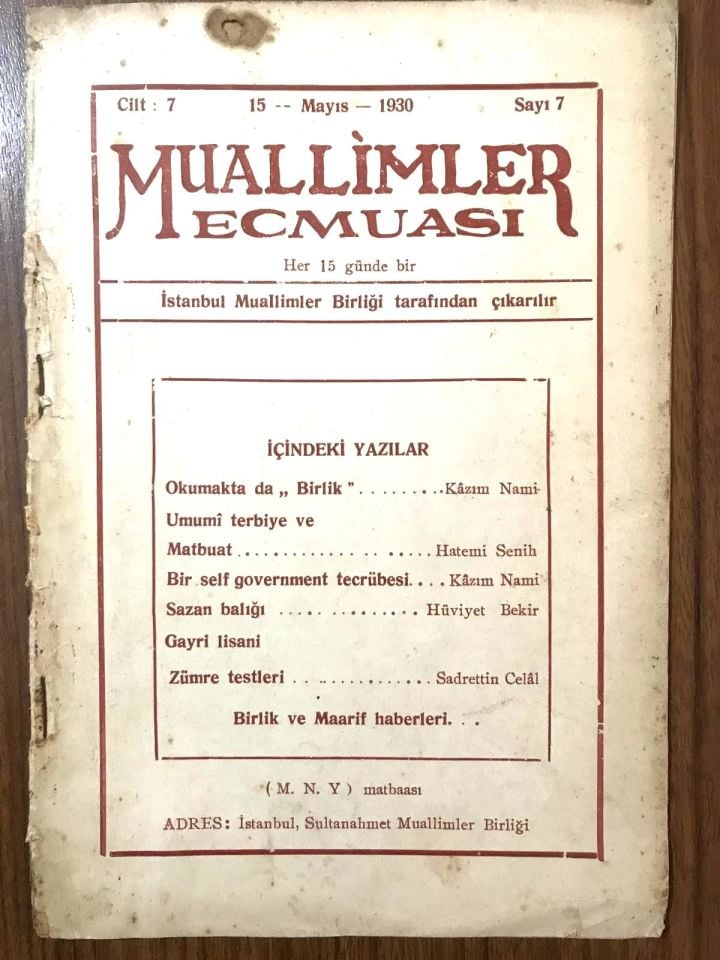 Cilt : 7 15 -- Mayıs — 1930 Sayı 7
MUALLİMLER
MECMUASI
Her 15 günde bir
İstanbul Muallimler Birliği tarafından çıkarılır
İÇİNDEKİ YAZILAR
Okumakta da „ Birlik ” . . . . . . . . . Kâzım Nami
Umumî terbiye ve
Matbuat . . . . . . . . . . . . . . . . . . . . Hatemi Senih
Bir self government tecrübesi. . . . Kâzım Nami
Sazan balığı . . . . . . . . . . . . . . Hüviyet Bekir
Gayri lisani
Zümre testleri . . . . . . . . . . . . . . Sadrettin Celâl
Birlik ve Maarif haberleri. . .
( M. N. Y ) matbaası
ADRES: İstanbul, Sultanahmet Muallimler Birliği